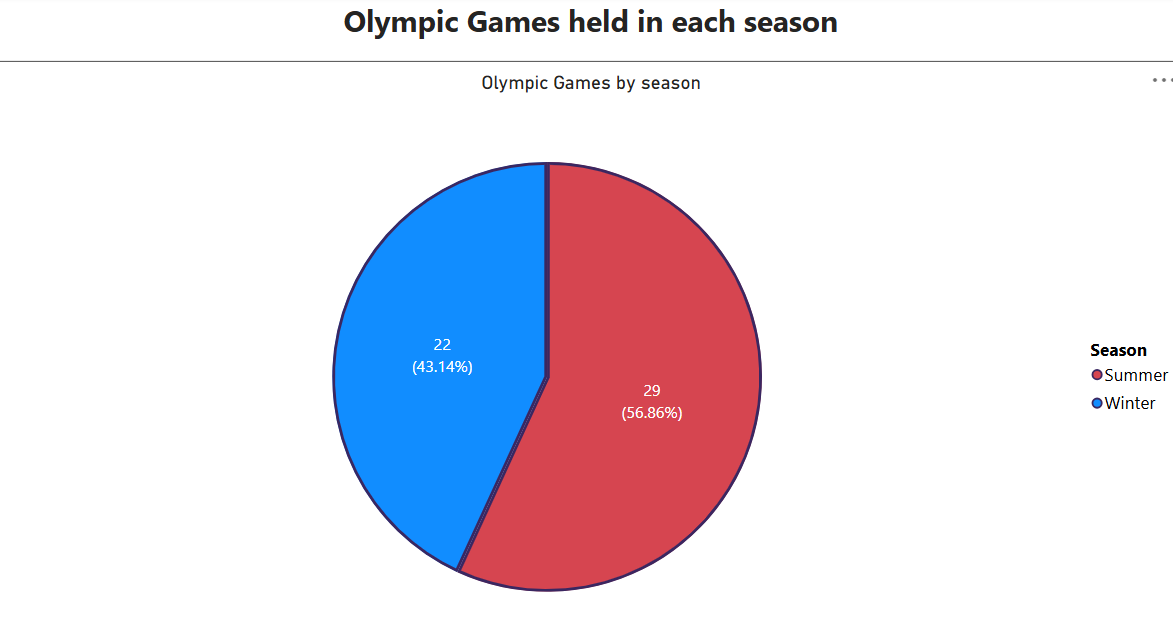 Olympic Games held in each season
Olympic Games by season
22
(43.14%)
29
(56.86%)
Season
Summer
Winter